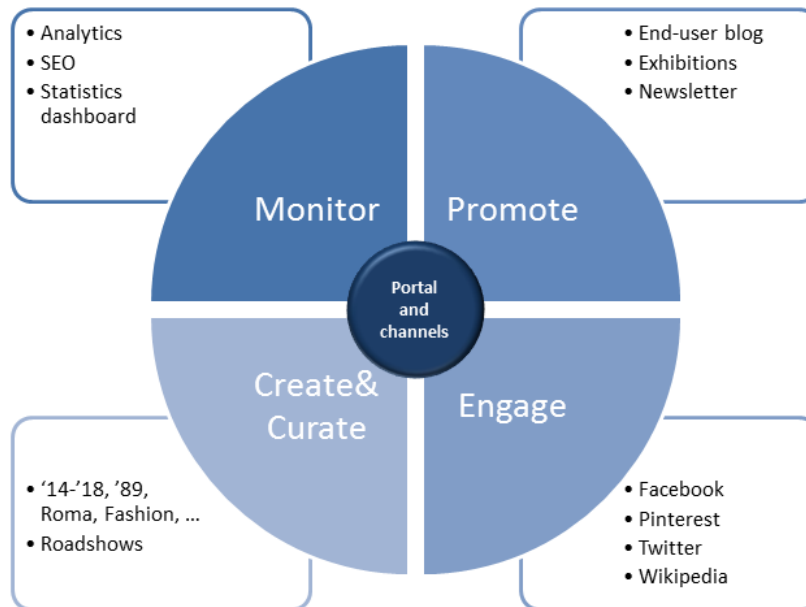 • Analytics
• SEO
• Statistics
dashboard
• End-user blog
• Exhibitions
• Newsletter
Monitor
Promote
Portal
and
channels
Create&
Curate
Engage
• ‘14-’18, ’89,
Roma, Fashion, ...
• Roadshows
• Facebook
• Pinterest
• Twitter
• Wikipedia